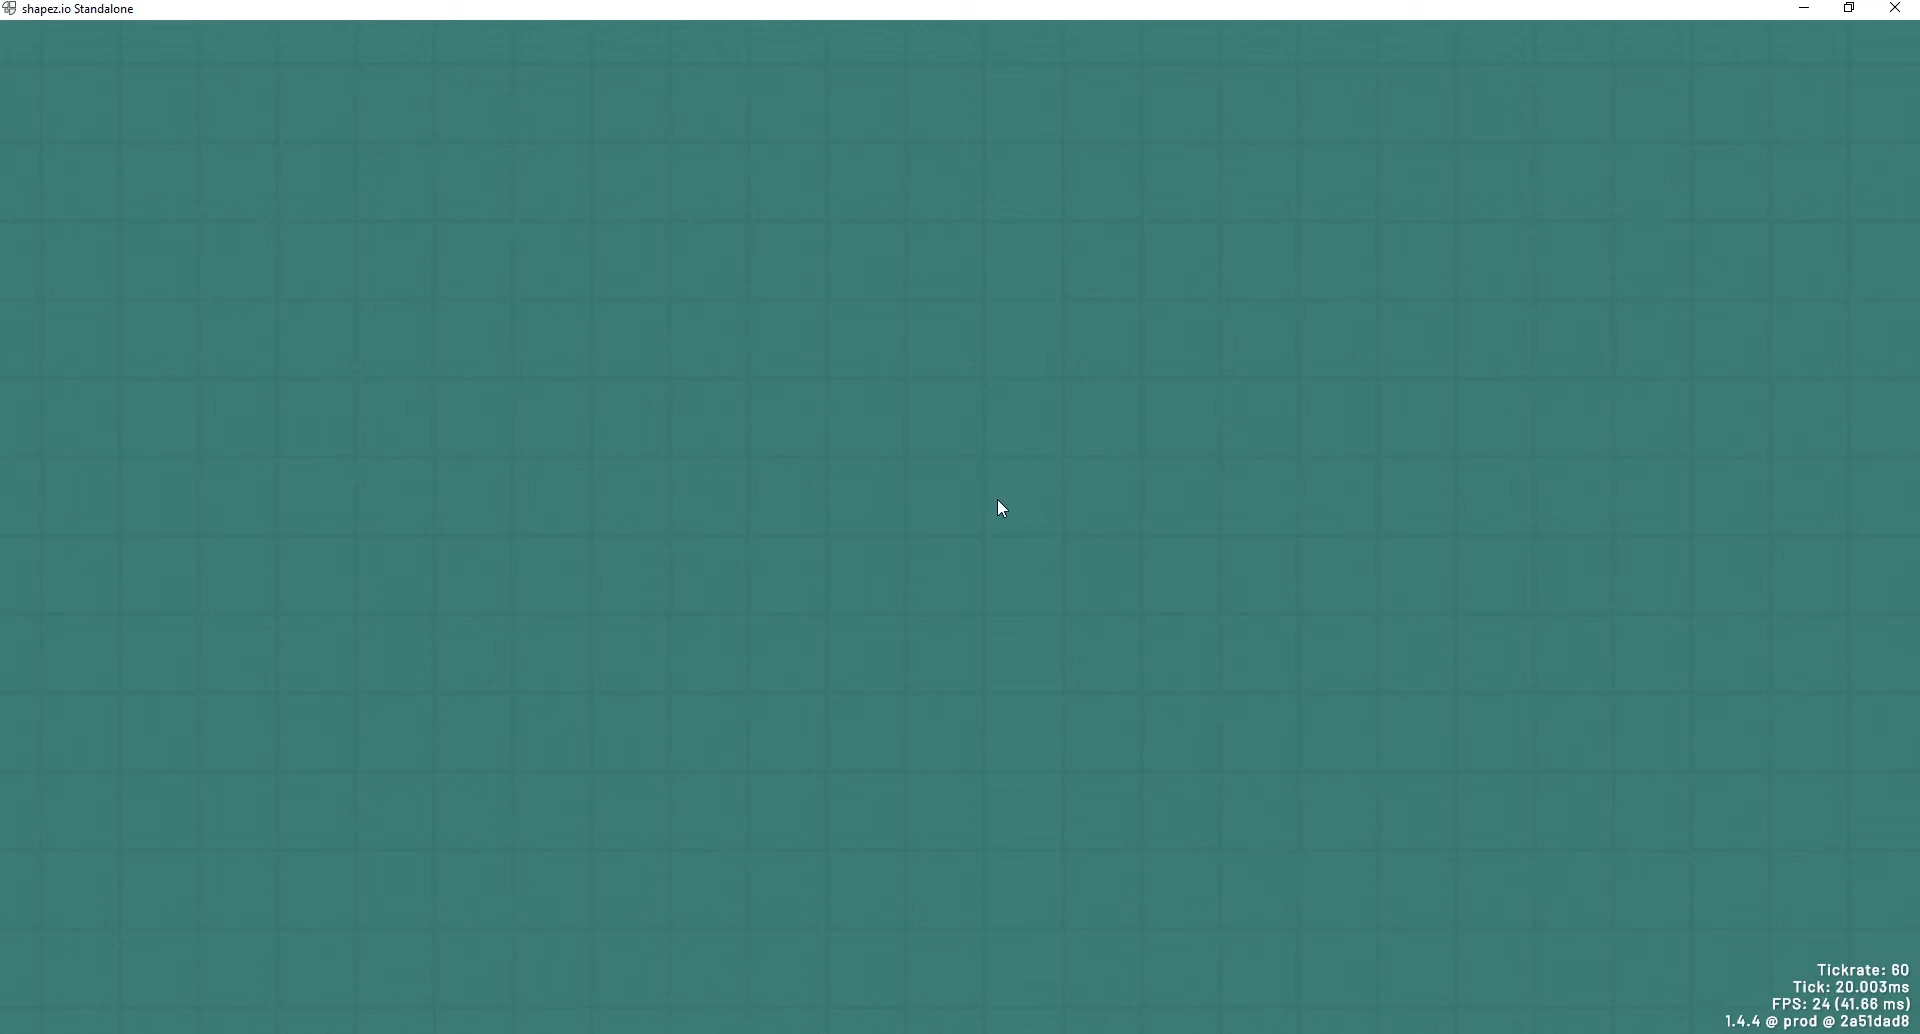 shapez.io Standalone
Tickrate: 60
Tick: 20.003ms
FPS: 24 (41.66 ms)
1.4.4 @ prod @ 2a51dad8